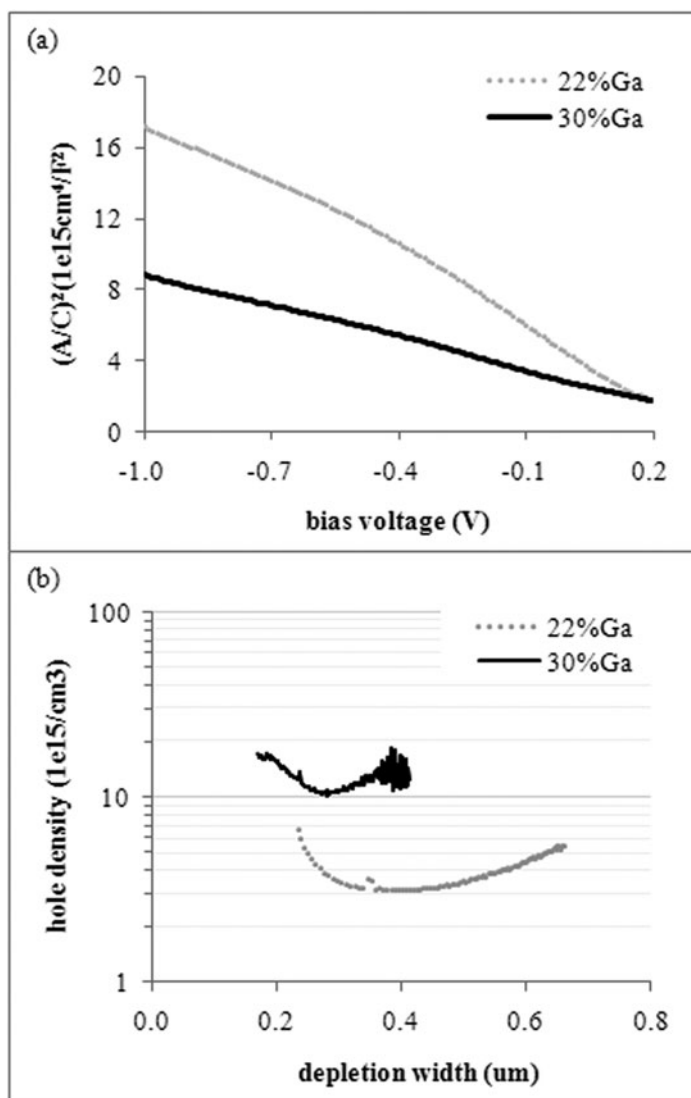 (a)
20
16
12
8
4
0
(A/C)²(1e15cm⁴/F²)
22%Ga
30%Ga
-1.0 -0.7 -0.4 -0.1 0.2
bias voltage (V)
(b)
100
10
1
hole density (1e15/cm3)
22%Ga
30%Ga
0.0 0.2 0.4 0.6 0.8
depletion width (um)